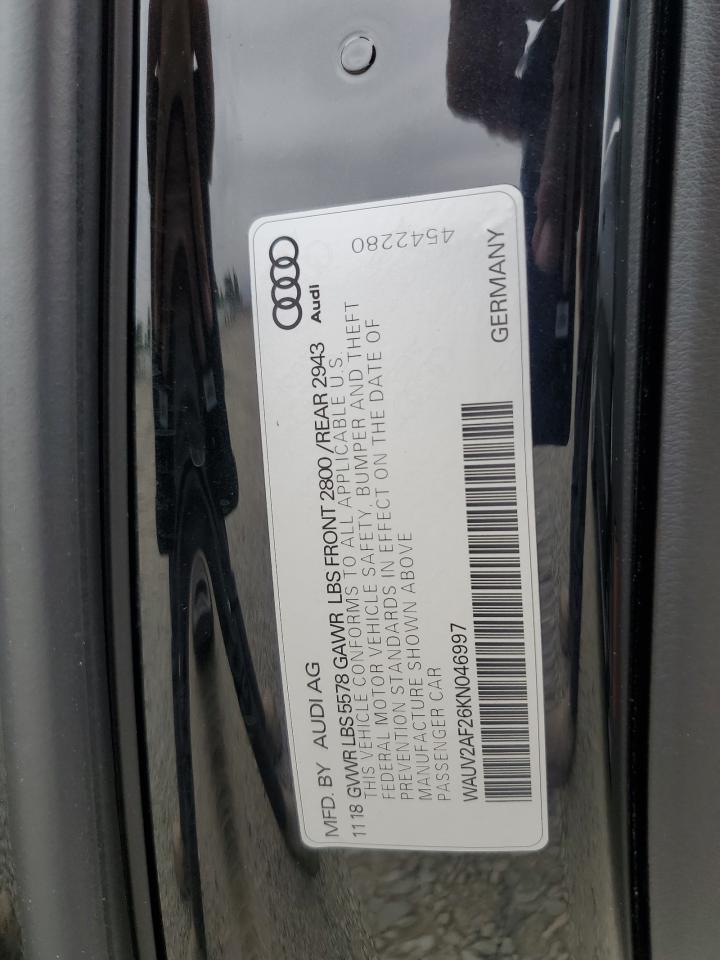 MFD. BY AUDI AG
1118 GVWR LBS 5578 GAWR LBS FRONT 2800 / REAR 2943
Audi
THIS VEHICLE CONFORMS TO ALL APPLICABLE U.S.
FEDERAL MOTOR VEHICLE SAFETY, BUMPER AND THEFT
PREVENTION STANDARDS IN EFFECT ON THE DATE OF
MANUFACTURE SHOWN ABOVE
PASSENGER CAR
4542280
WAUV2AF26KN046997
GERMANY